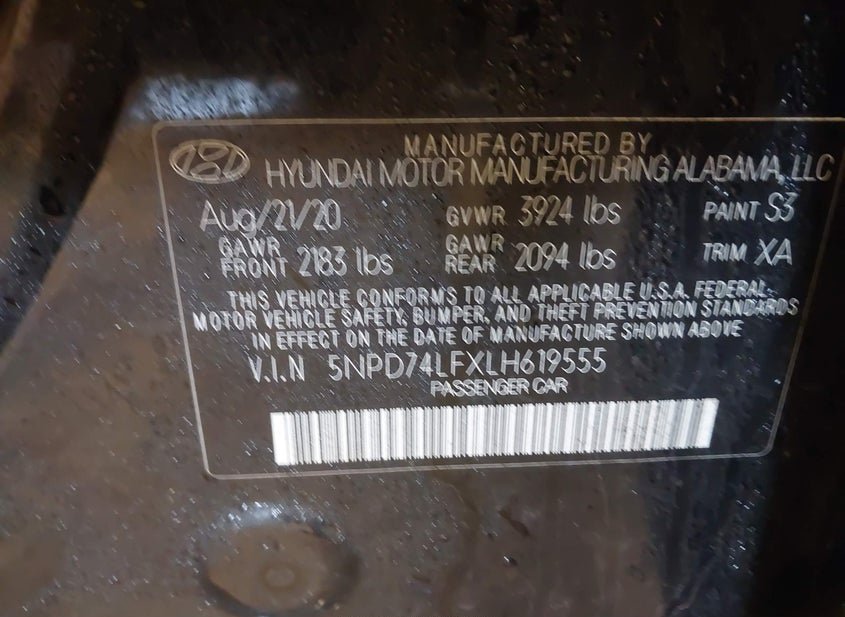 MANUFACTURED BY
HYUNDAI MOTOR MANUFACTURING ALABAMA, LLC
Aug/21/20 GVWR 3924 lbs PAINT S3
GAWR FRONT 2183 lbs GAWR REAR 2094 lbs TRIM XA
THIS VEHICLE CONFORMS TO ALL APPLICABLE U.S.A. FEDERAL
MOTOR VEHICLE SAFETY, BUMPER, AND THEFT PREVENTION STANDARDS
IN EFFECT ON THE DATE OF MANUFACTURE SHOWN ABOVE
V.I.N 5NPD74LFXLH619555
PASSENGER CAR